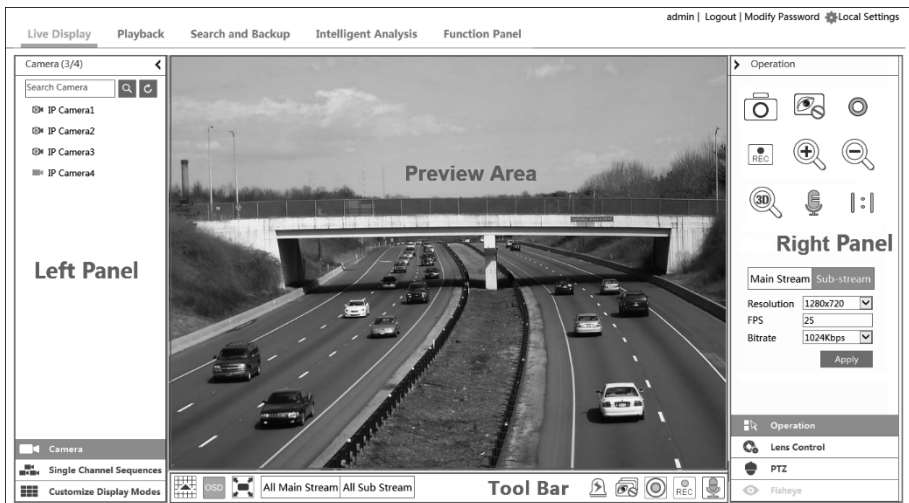 admin | Logout | Modify Password Local Settings
Live Display Playback Search and Backup Intelligent Analysis Function Panel
Camera (3/4)
Search Camera
IP Camera1
IP Camera2
IP Camera3
IP Camera4
Left Panel
Camera
Single Channel Sequences
Customize Display Modes
Preview Area
OSD
All Main Stream All Sub Stream
Tool Bar
REC
Operation
REC
3D
1:1
Right Panel
Main Stream Sub-stream
Resolution 1280x720
FPS 25
Bitrate 1024Kbps
Apply
Operation
Lens Control
PTZ
Fisheye